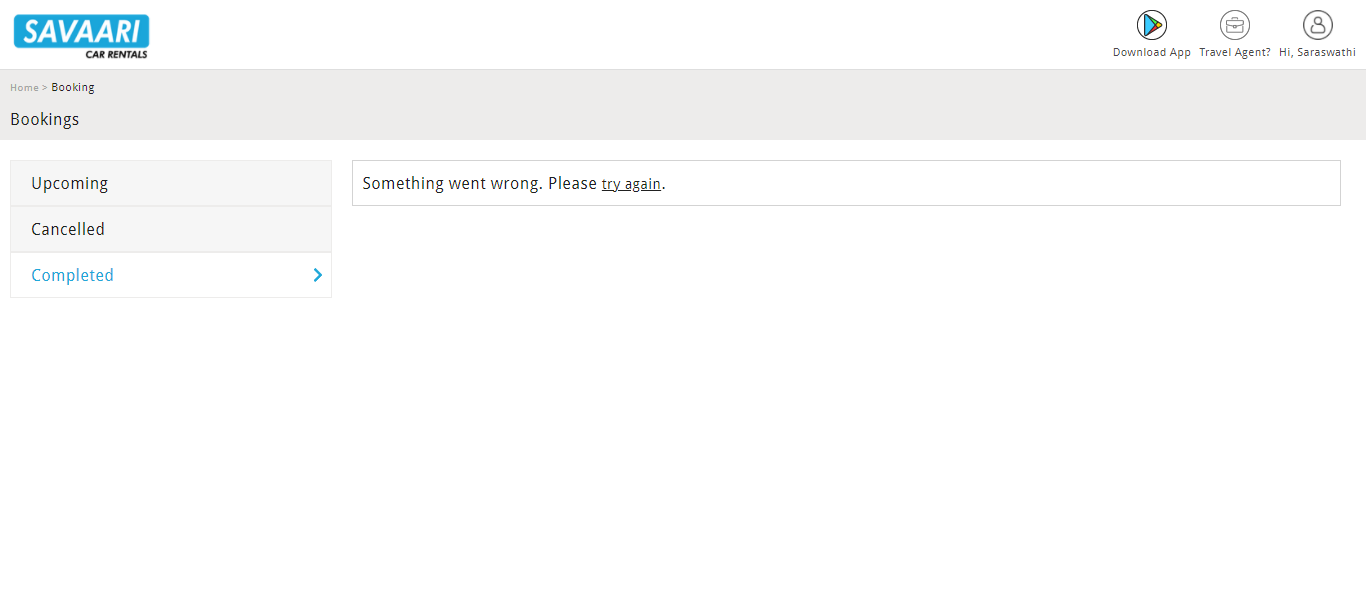 SAVAARI
CAR RENTALS
Download App
Travel Agent?
Hi, Saraswathi
Home > Booking
Bookings
Upcoming
Cancelled
Completed
Something went wrong. Please try again.